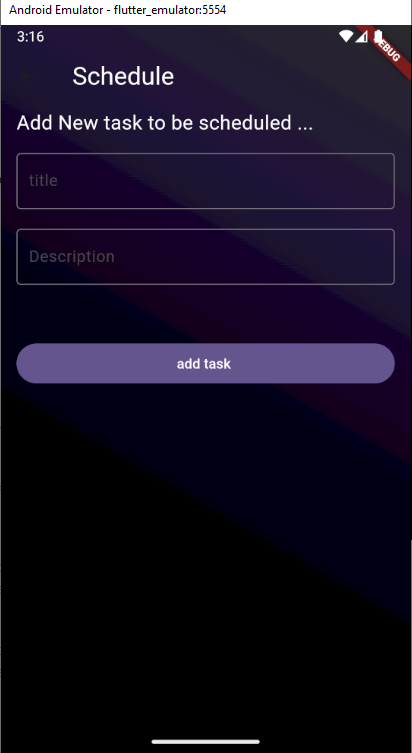 Android Emulator - flutter_emulator:5554
3:16
DEBUG
Schedule
Add New task to be scheduled ...
title
Description
add task